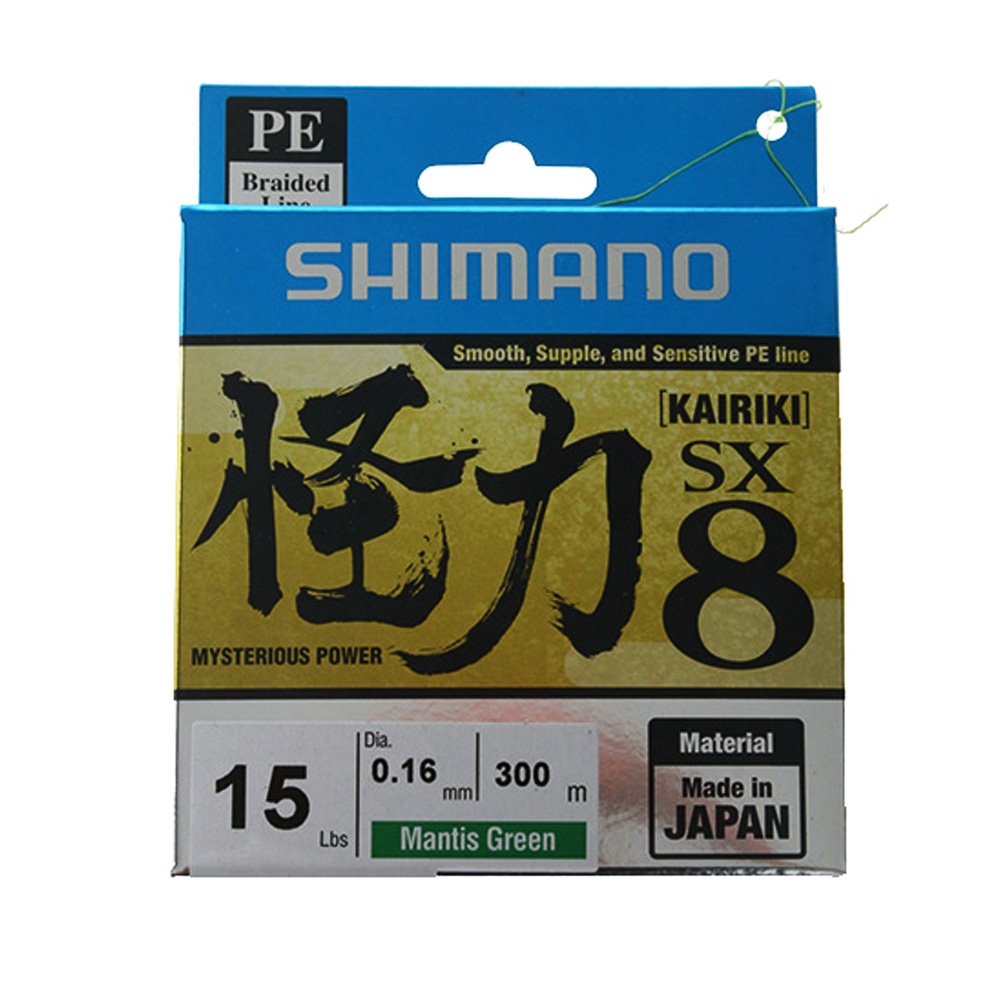 PE
Braided
Line
SHIMANO
Smooth, Supple, and Sensitive PE line
怪力
[KAIRIKI]
SX
8
MYSTERIOUS POWER
15 Lbs
Dia.
0.16 mm
300 m
Mantis Green
Material
Made in
JAPAN